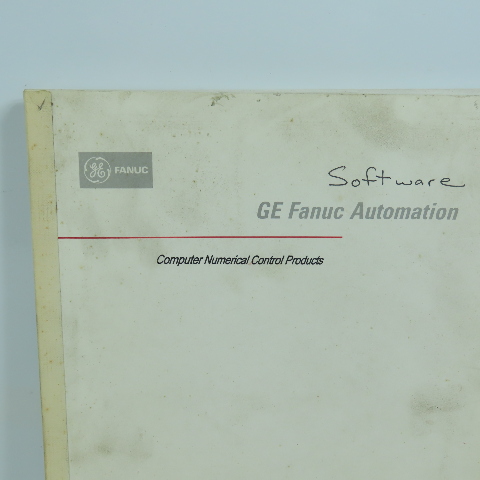 GE FANUC
Software
GE Fanuc Automation
Computer Numerical Control Products